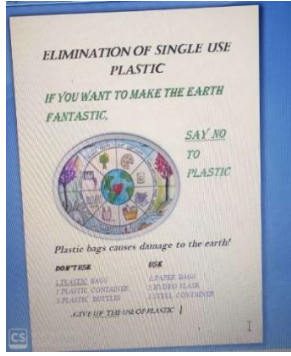 ELIMINATION OF SINGLE USE
PLASTIC
IF YOU WANT TO MAKE THE EARTH
FANTASTIC,
SAY NO
TO
PLASTIC
Plastic bags causes damage to the earth!
DON'T USE
1.PLASTIC BAGS
2.PLASTIC CONTAINER
3.PLASTIC BOTTLES
USE
1.PAPER BAGS
2.HYDRO FLASK
3.STEEL CONTAINER
.GIVE UP THE USE OF PLASTIC
CS